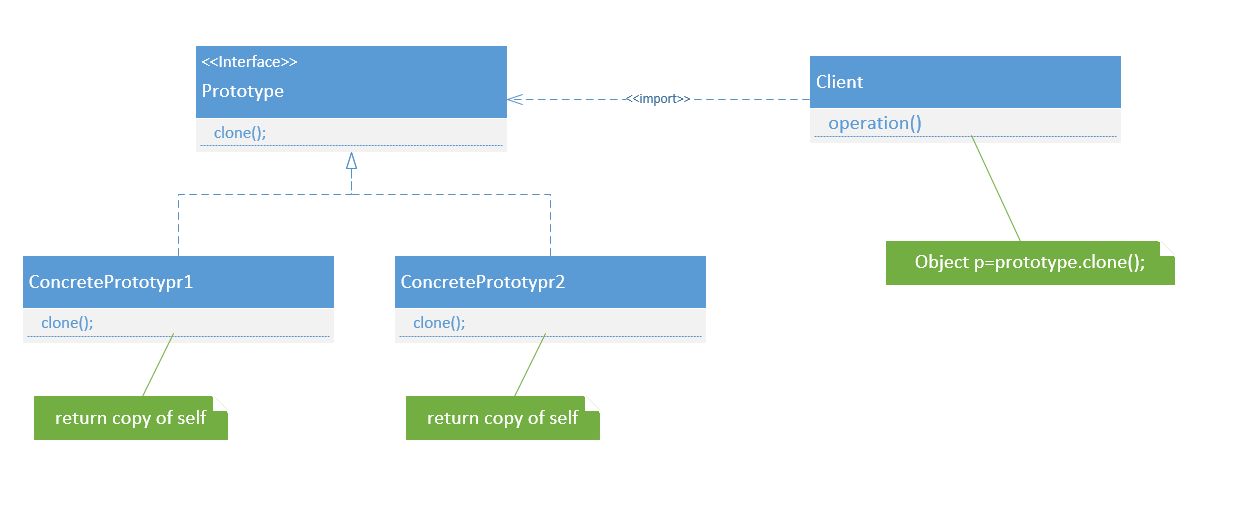 <<Interface>>
Prototype
clone();
<<import>>
Client
operation()
Object p=prototype.clone();
ConcretePrototypr1
clone();
ConcretePrototypr2
clone();
return copy of self
return copy of self